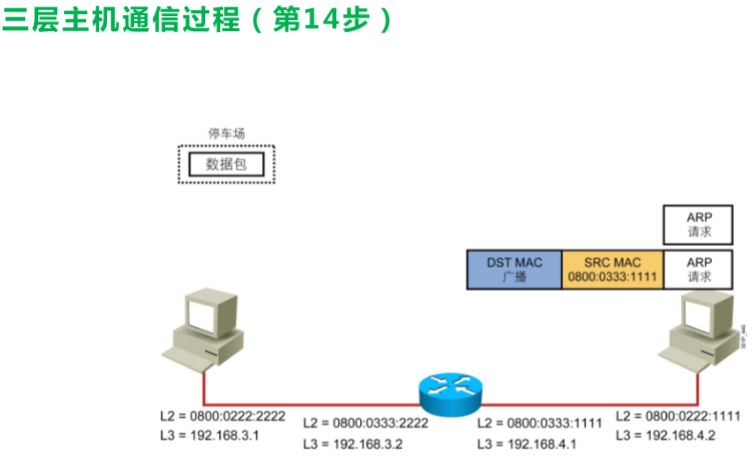 三层主机通信过程（第14步）
停车场
数据包
ARP
请求
DST MAC
广播
SRC MAC
0800:0333:1111
ARP
请求
L2 = 0800:0222:2222
L3 = 192.168.3.1
L2 = 0800:0333:2222
L3 = 192.168.3.2
L2 = 0800:0333:1111
L3 = 192.168.4.1
L2 = 0800:0222:1111
L3 = 192.168.4.2